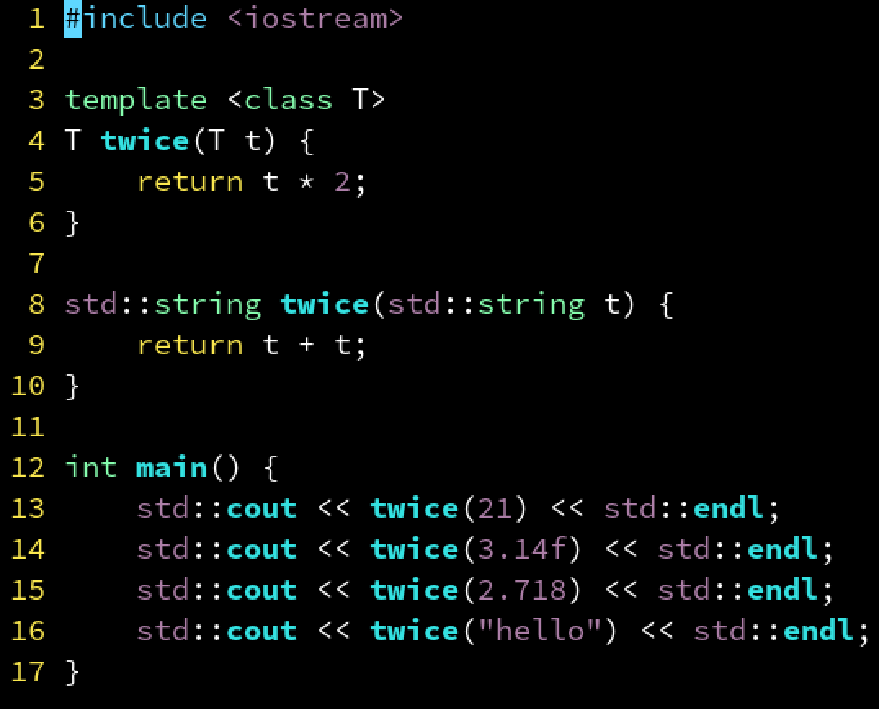 1 #include <iostream>
2
3 template <class T>
4 T twice(T t) {
5     return t * 2;
6 }
7
8 std::string twice(std::string t) {
9     return t + t;
10 }
11
12 int main() {
13     std::cout << twice(21) << std::endl;
14     std::cout << twice(3.14f) << std::endl;
15     std::cout << twice(2.718) << std::endl;
16     std::cout << twice("hello") << std::endl;
17 }